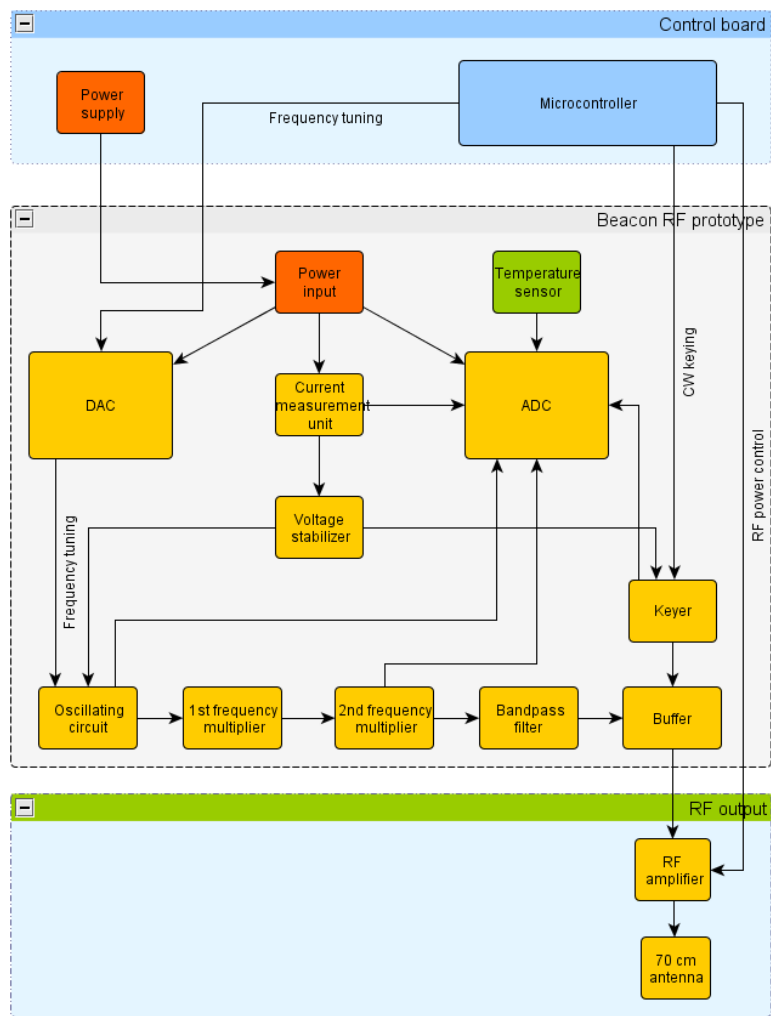 Control board
Power
supply
Microcontroller
Frequency tuning
Beacon RF prototype
Power
input
Temperature
sensor
CW keying
DAC
Current
measurement
unit
ADC
RF power control
Voltage
stabilizer
Frequency tuning
Keyer
Oscillating
circuit
1st frequency
multiplier
2nd frequency
multiplier
Bandpass
filter
Buffer
RF output
RF
amplifier
70 cm
antenna